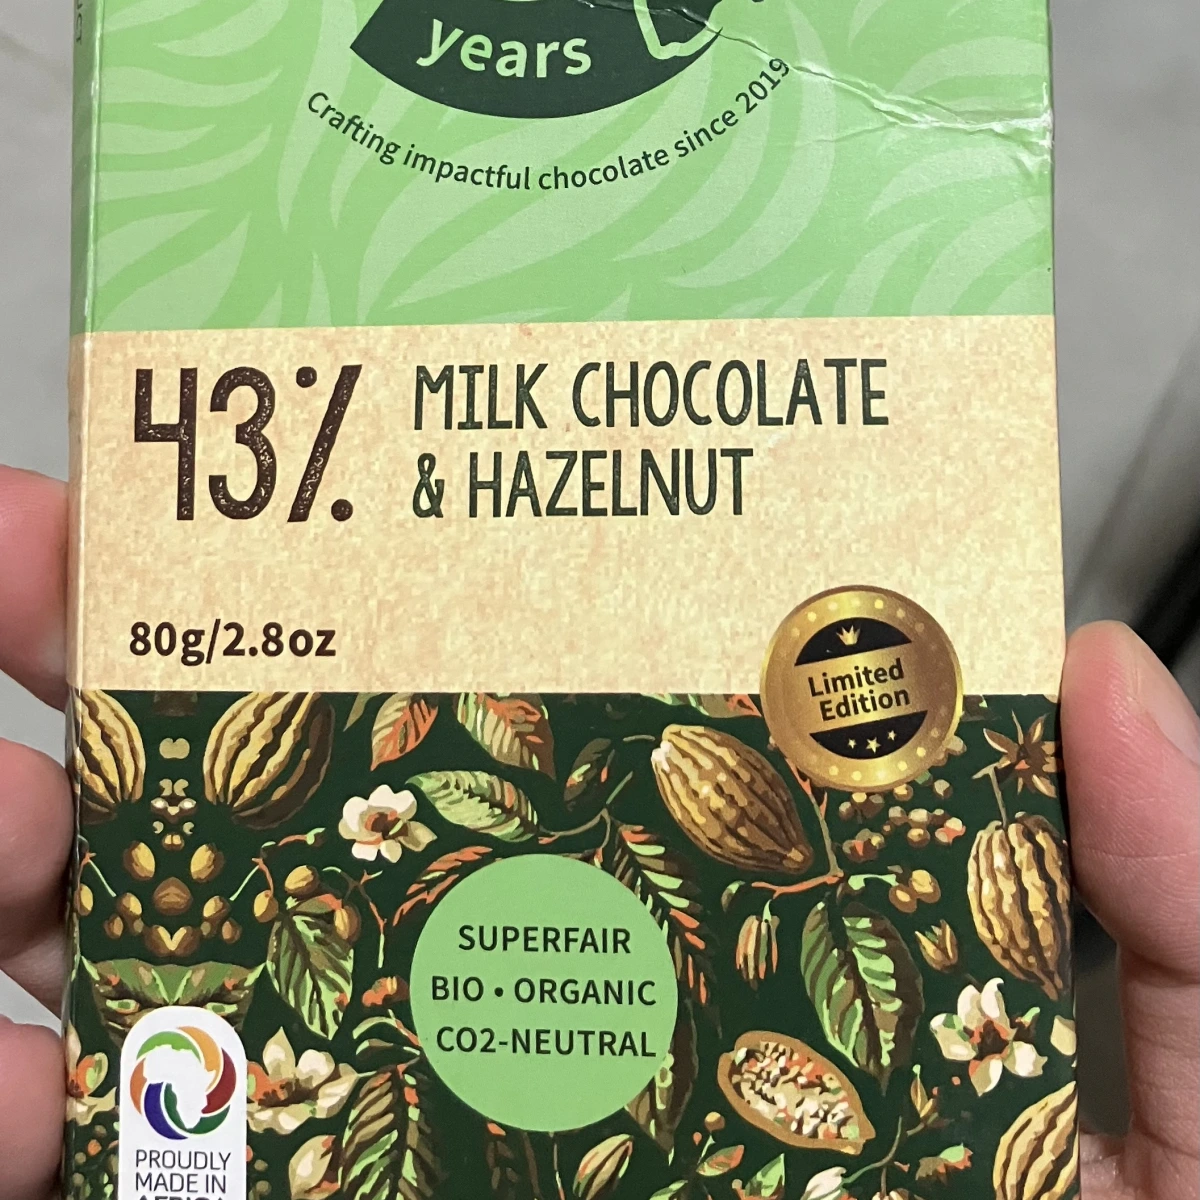 years
Crafting impactful chocolate since 2019
43%
MILK CHOCOLATE
& HAZELNUT
80g/2.8oz
Limited
Edition
SUPERFAIR
BIO • ORGANIC
CO2-NEUTRAL
PROUDLY
MADE IN
AFRICA